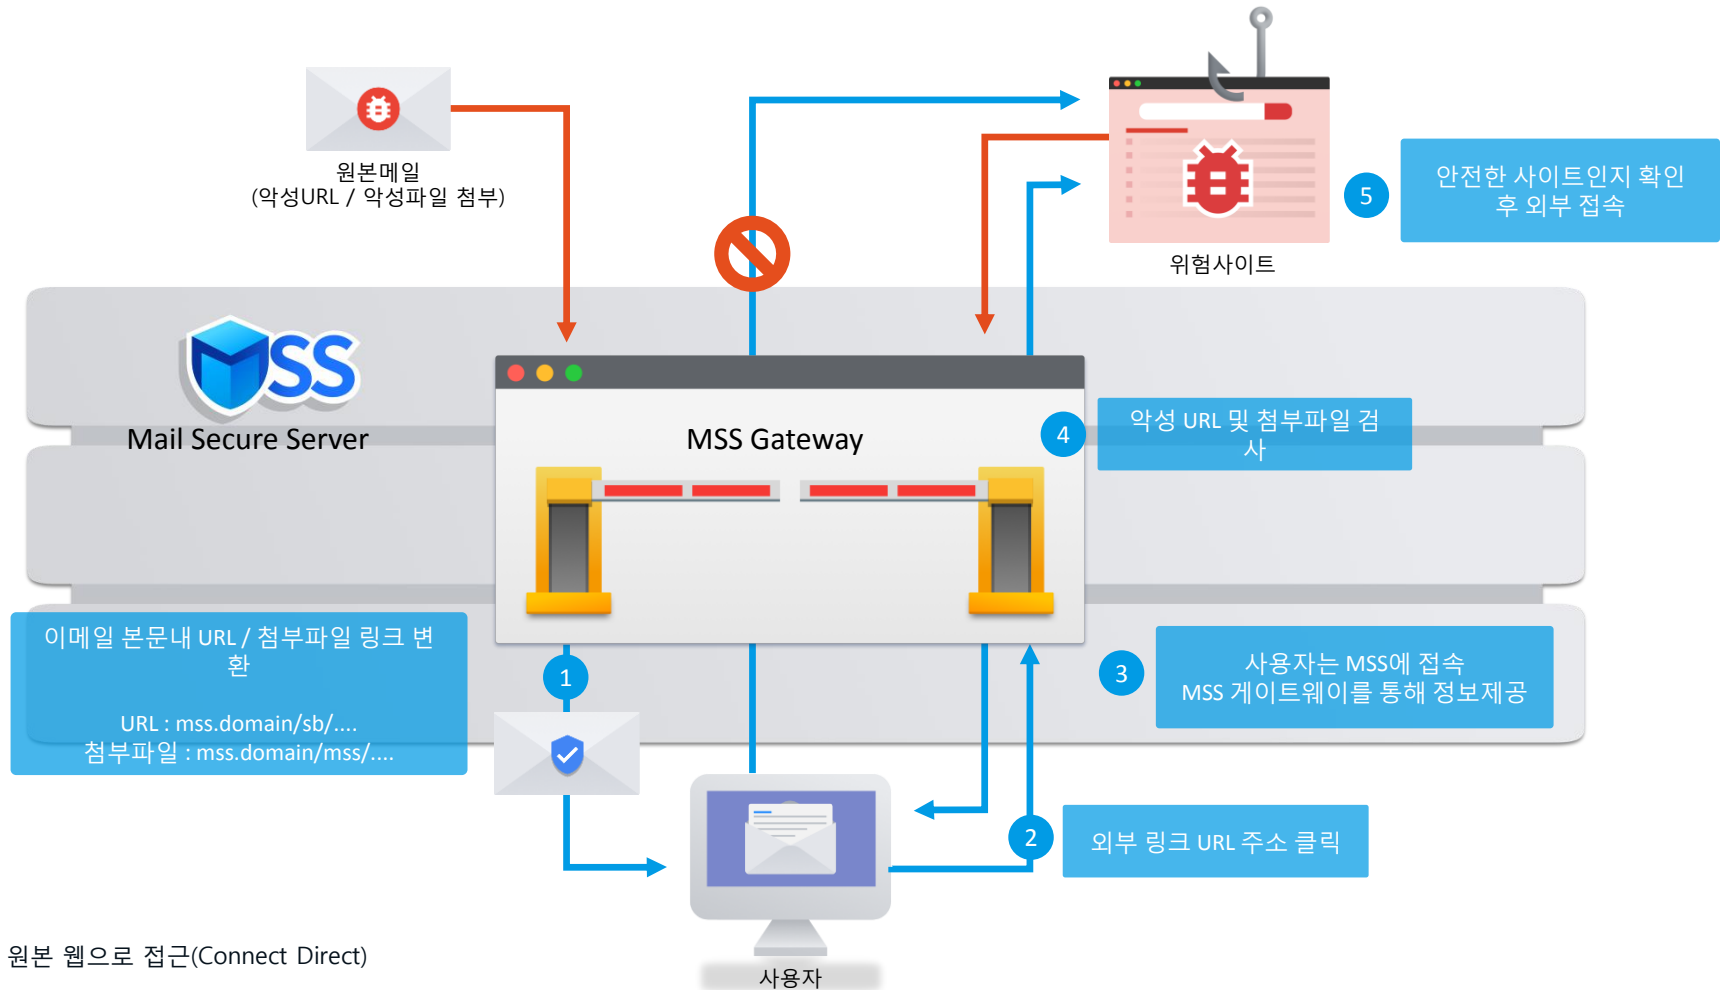 원본메일
(악성URL / 악성파일 첨부)
5
안전한 사이트인지 확인
후 외부 접속
위험사이트
MSS
Mail Secure Server
MSS Gateway
4
악성 URL 및 첨부파일 검
사
이메일 본문내 URL / 첨부파일 링크 변
환
URL : mss.domain/sb/....
첨부파일 : mss.domain/mss/....
1
3
사용자는 MSS에 접속
MSS 게이트웨이를 통해 정보제공
2
외부 링크 URL 주소 클릭
원본 웹으로 접근(Connect Direct)
사용자